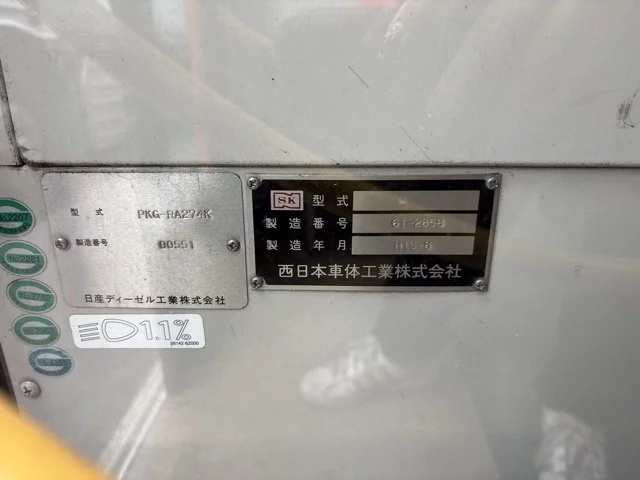 型式 PKG-RA274K
製造番号 00551
日産ディーゼル工業株式会社
SK 型式
製造番号 61-2658
製造年月 H19-8
西日本車体工業株式会社
1.1%